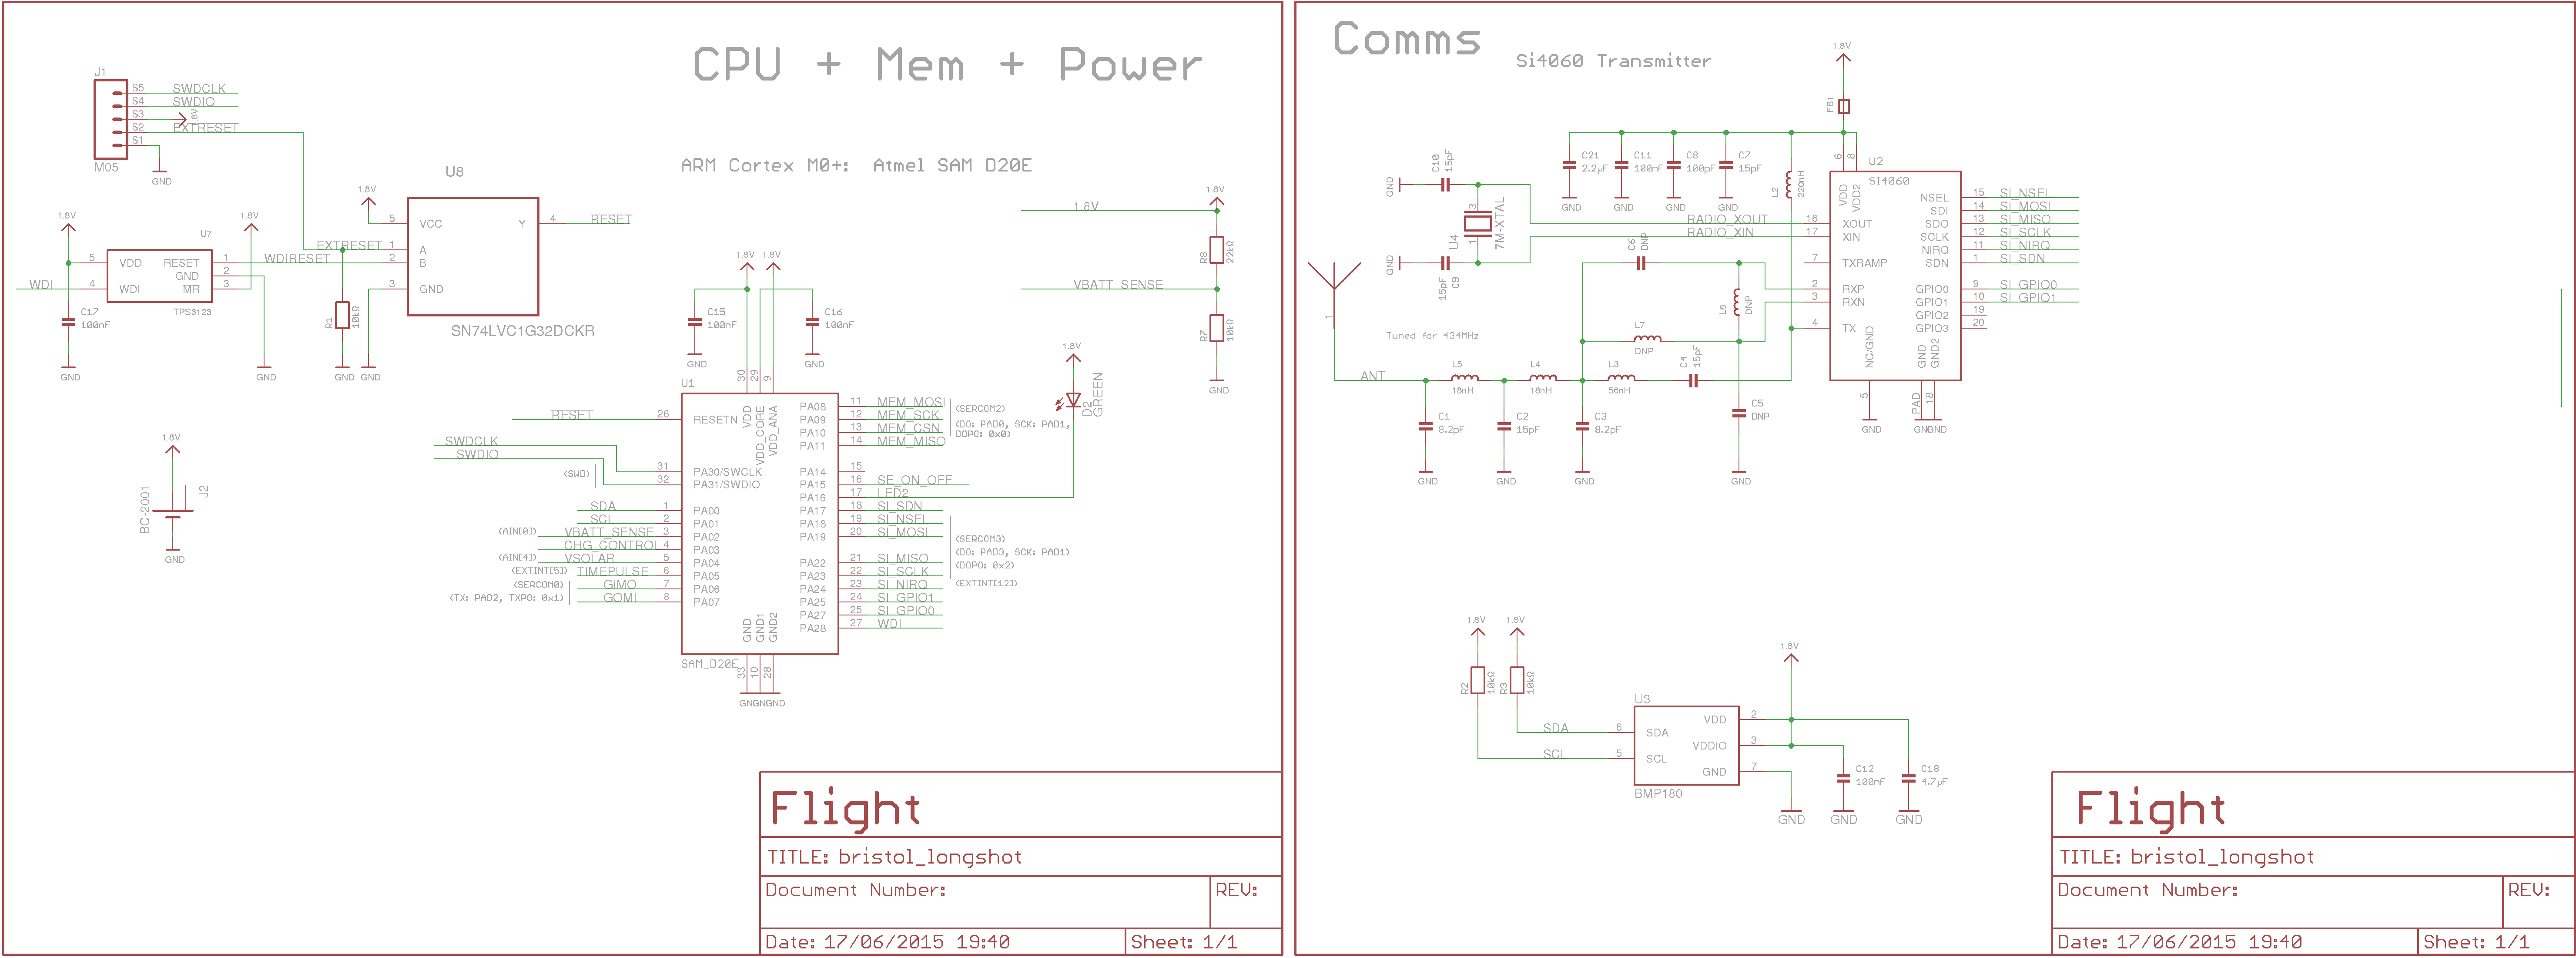 CPU + Mem + Power
J1
S5 SWDCLK
S4 SWDIO
S3 1.8V
S2 EXTRESET
S1
M05
GND
ARM Cortex M0+: Atmel SAM D20E
U8
1.8V
5 VCC
Y 4 RESET
EXTRESET 1 A
WDIRESET 2 B
3 GND
SN74LVC1G32DCKR
R1 10kΩ
GND GND
1.8V 1.8V
U7
5 VDD RESET 1
GND 2
WDI 4 WDI MR 3
TPS3123
C17
100nF
GND GND
1.8V
1.8V
R8 22kΩ
VBATT_SENSE
R7 10kΩ
GND
1.8V 1.8V
C15
100nF
C16
100nF
GND GND
1.8V
D2
GREEN
U1
30 29 9
VDD VDD_CORE VDD_ANA
RESET 26 RESETN
SWDCLK
SWDIO
(SWD)
31 PA30/SWCLK
32 PA31/SWDIO
SDA 1 PA00
SCL 2 PA01
(AIN[0]) VBATT_SENSE 3 PA02
CHG_CONTROL 4 PA03
(AIN[4]) VSOLAR 5 PA04
(EXTINT[5]) TIMEPULSE 6 PA05
(SERCOM0) GIMO 7 PA06
(TX: PAD2, TXPO: 0x1) GOMI 8 PA07
PA08 11 MEM_MOSI
PA09 12 MEM_SCK
PA10 13 MEM_CSN
PA11 14 MEM_MISO
(SERCOM2)
(DO: PAD0, SCK: PAD1,
DOPO: 0x0)
PA14 15
PA15 16 SE_ON_OFF
PA16 17 LED2
PA17 18 SI_SDN
PA18 19 SI_NSEL
PA19 20 SI_MOSI
PA22 21 SI_MISO
PA23 22 SI_SCLK
PA24 23 SI_NIRQ
PA25 24 SI_GPIO1
PA27 25 SI_GPIO0
PA28 27 WDI
(SERCOM3)
(DO: PAD3, SCK: PAD1)
(DOPO: 0x2)
(EXTINT[12])
GND GND1 GND2
SAM_D20E
33 10 28
GND GND GND
1.8V
BC-2001
J2
GND
Flight
TITLE: bristol_longshot
Document Number:
REV:
Date: 17/06/2015 19:40
Sheet: 1/1
Comms
Si4060 Transmitter
1.8V
FB1
C21
2.2µF
C11
100nF
C8
100pF
C7
15pF
GND GND GND GND
L2 220nH
GND C10 15pF
U4 3 1 7M-XTAL
GND C9 15pF
RADIO_XOUT
RADIO_XIN
U2
SI4060
6 8
VDD VDD2
16 XOUT
17 XIN
7 TXRAMP
2 RXP
3 RXN
4 TX
NSEL 15 SI_NSEL
SDI 14 SI_MOSI
SDO 13 SI_MISO
SCLK 12 SI_SCLK
NIRQ 11 SI_NIRQ
SDN 1 SI_SDN
GPIO0 9 SI_GPIO0
GPIO1 10 SI_GPIO1
GPIO2 19
GPIO3 20
NC/GND GND GND2
5 PAD 18
GND GND GND
C6 DNP
L6 DNP
L7
DNP
C4 15pF
1
Tuned for 434MHz
ANT
L5
18nH
L4
18nH
L3
56nH
C1
8.2pF
C2
15pF
C3
8.2pF
C5
DNP
GND GND GND GND
1.8V 1.8V
R2 10kΩ
R3 10kΩ
1.8V
U3
SDA 6 SDA
SCL 5 SCL
VDD 2
VDDIO 3
GND 7
BMP180
C12
100nF
C18
4.7µF
GND GND GND
Flight
TITLE: bristol_longshot
Document Number:
REV:
Date: 17/06/2015 19:40
Sheet: 1/1